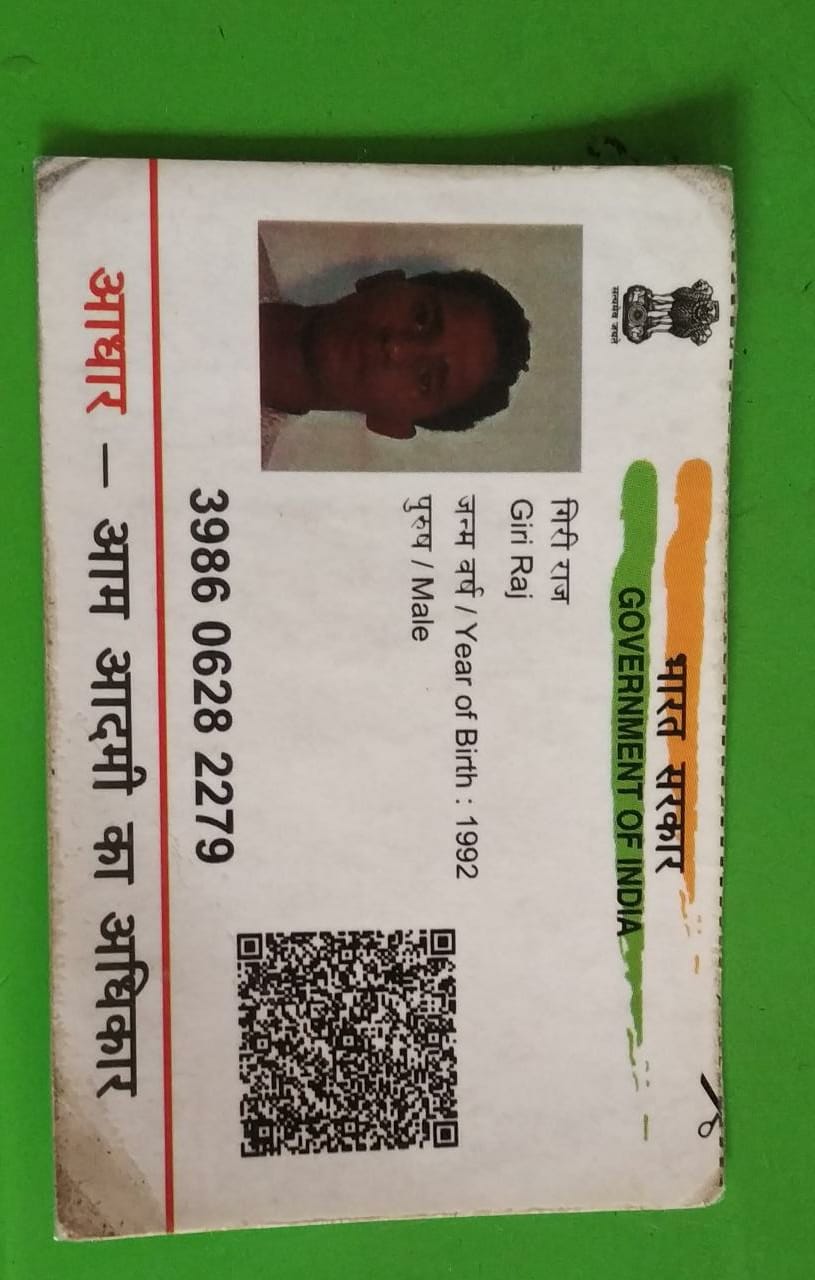 सत्यमेव जयते
भारत सरकार
GOVERNMENT OF INDIA
गिरी राज
Giri Raj
जन्म वर्ष / Year of Birth : 1992
पुरुष / Male
3986 0628 2279
आधार – आम आदमी का अधिकार